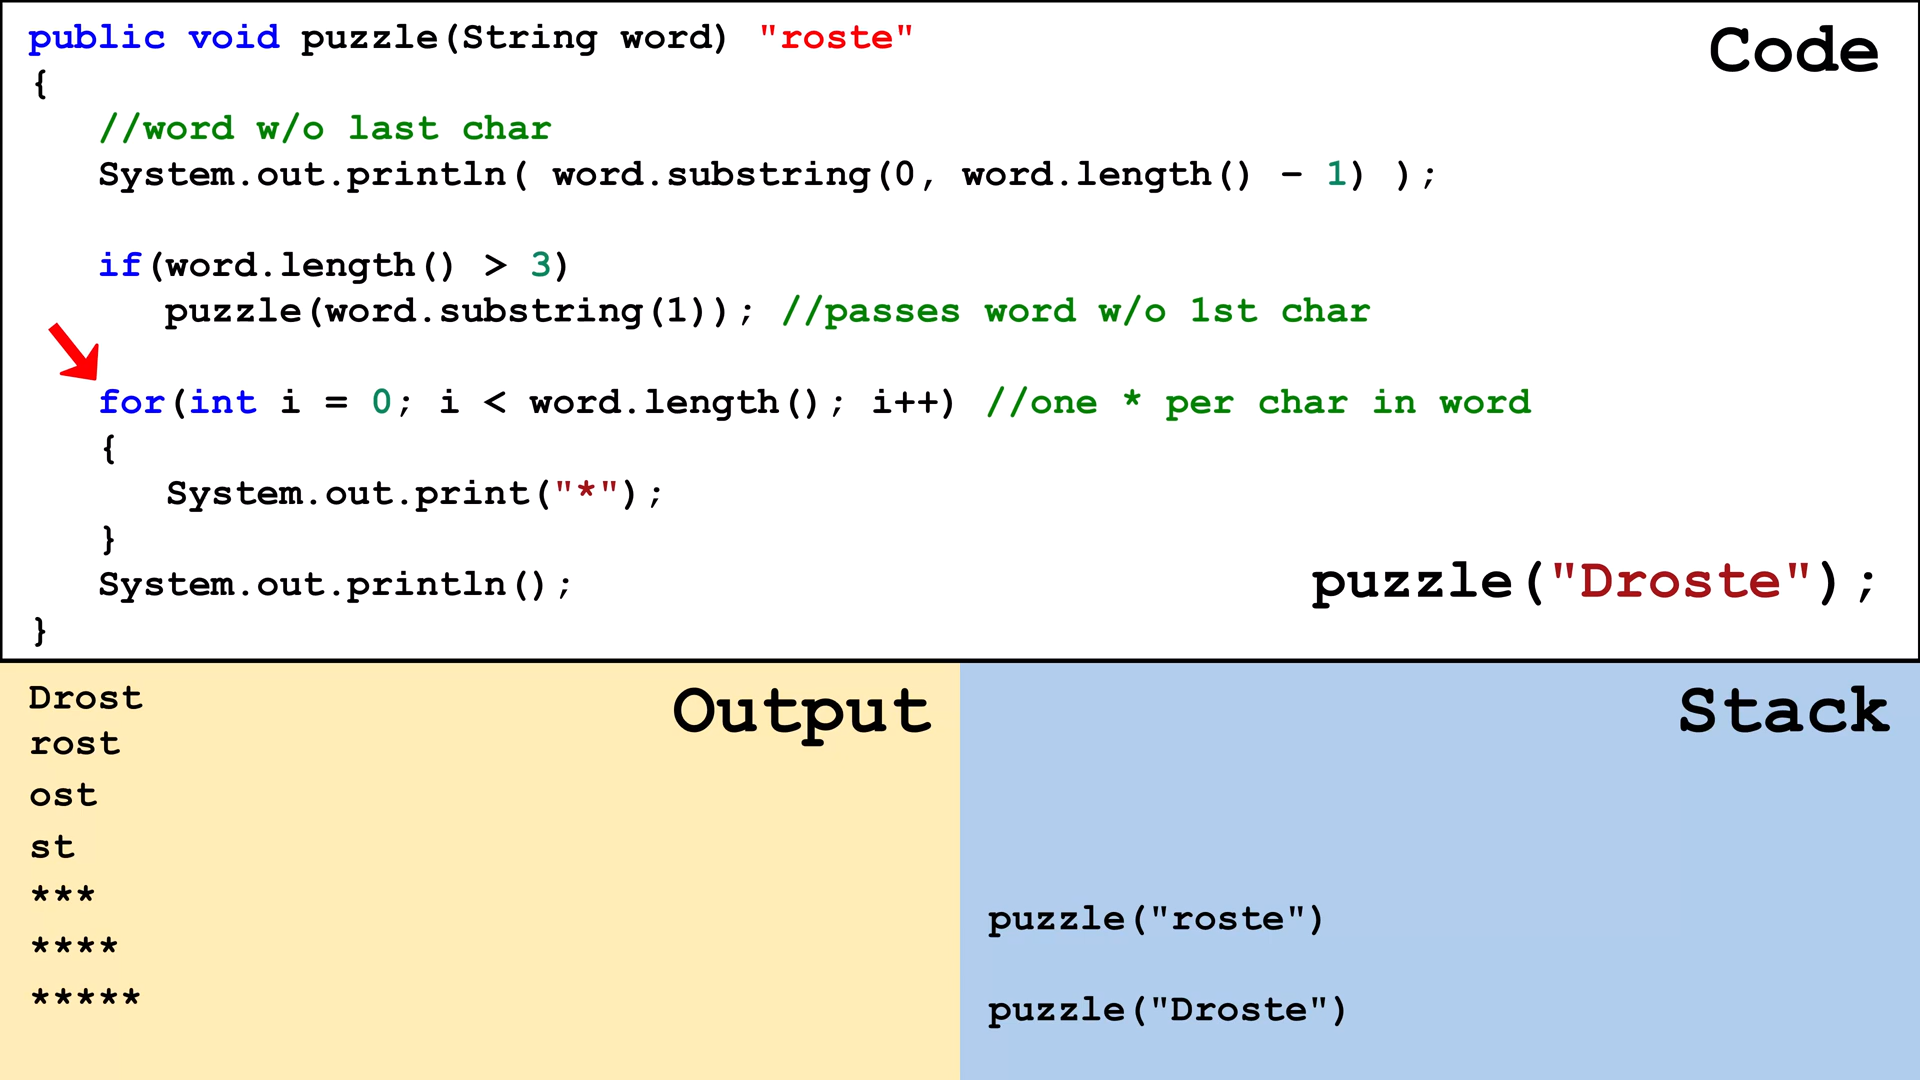 public void puzzle(String word) "roste"
Code
{
//word w/o last char
System.out.println( word.substring(0, word.length() - 1) );
if(word.length() > 3)
puzzle(word.substring(1)); //passes word w/o 1st char
for(int i = 0; i < word.length(); i++) //one * per char in word
{
System.out.print("*");
}
System.out.println();
puzzle("Droste");
}
Output
Drost
rost
ost
st
***
****
*****
Stack
puzzle("roste")
puzzle("Droste")